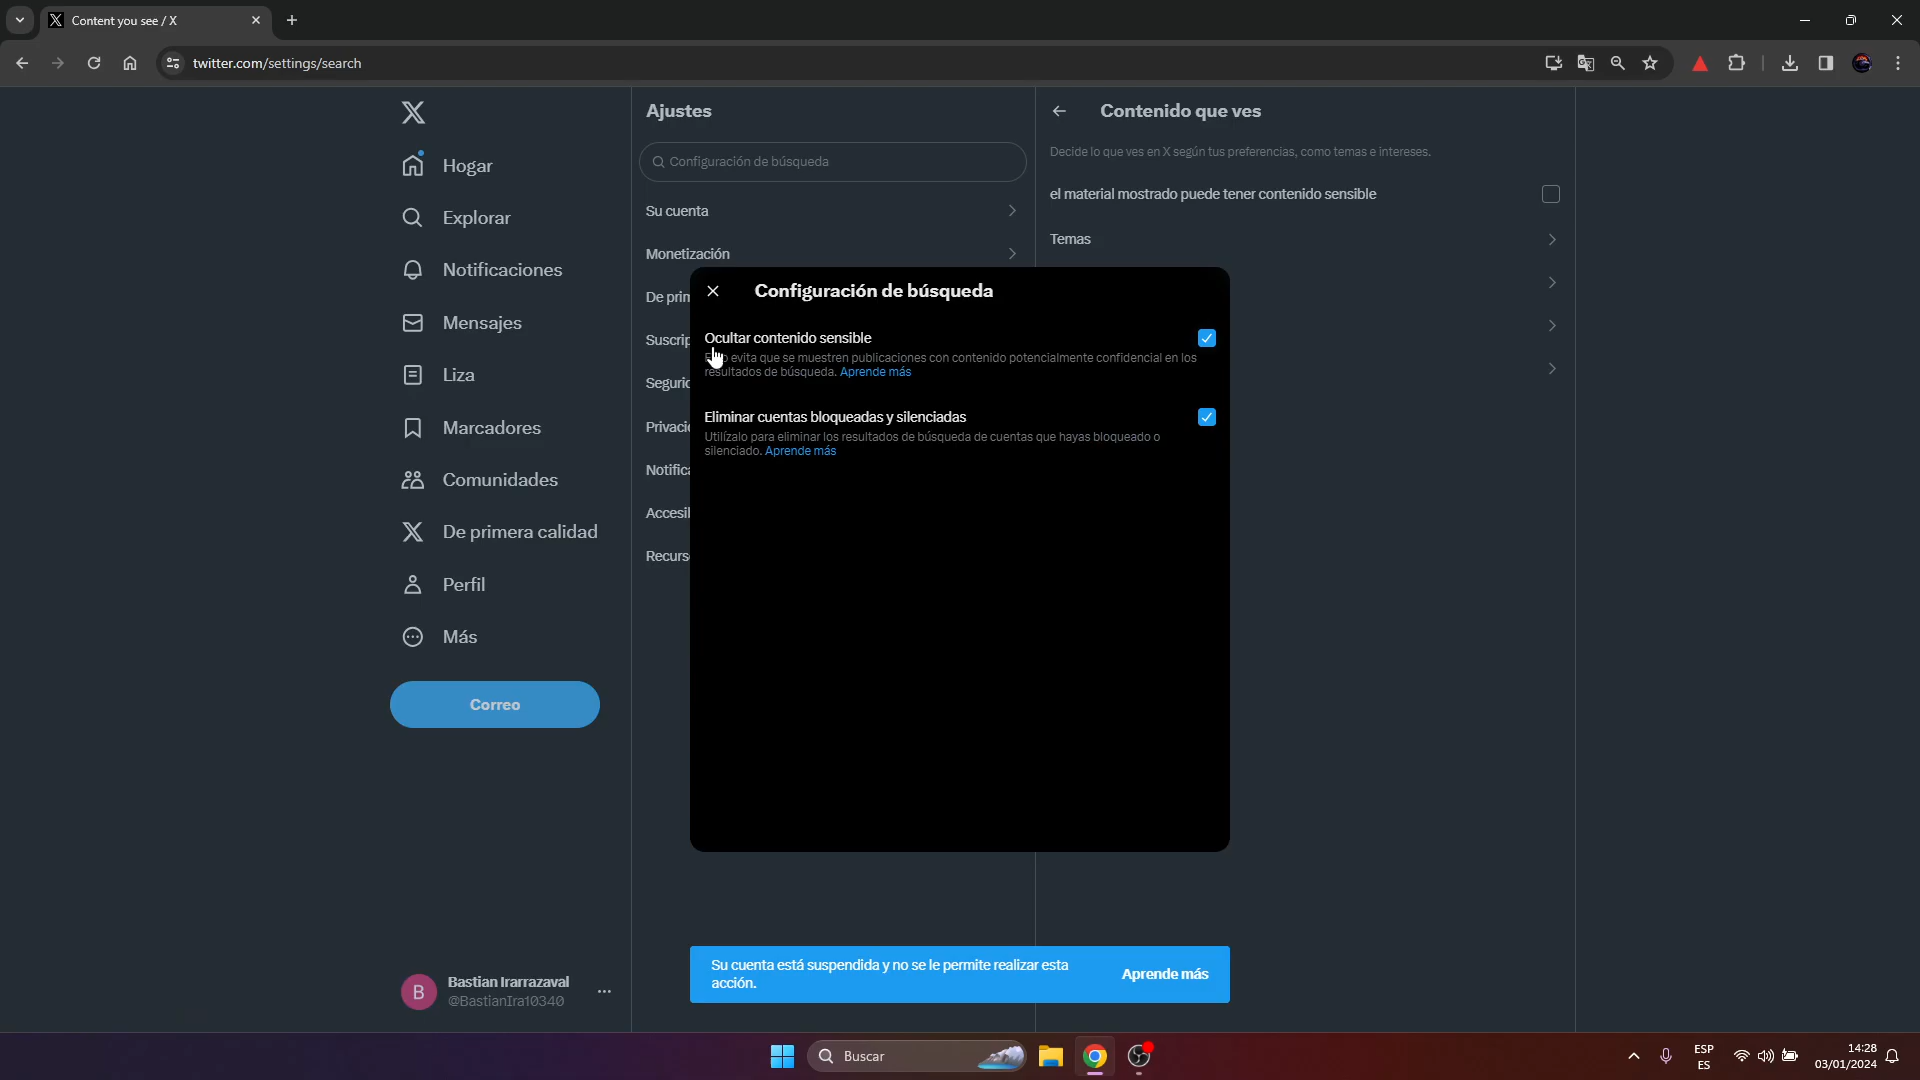 Content you see / X
twitter.com/settings/search
Hogar
Explorar
Notificaciones
Mensajes
Liza
Marcadores
Comunidades
De primera calidad
Perfil
Más
Correo
B
Bastian Irarrazaval
@BastianIra10340
Ajustes
Configuración de búsqueda
Su cuenta
Monetización
De prim
Suscrip
Segurid
Privaci
Notifica
Accesi
Recurs
Contenido que ves
Decide lo que ves en X según tus preferencias, como temas e intereses.
el material mostrado puede tener contenido sensible
Temas
Configuración de búsqueda
Ocultar contenido sensible
evita que se muestren publicaciones con contenido potencialmente confidencial en los
resultados de búsqueda. Aprende más
Eliminar cuentas bloqueadas y silenciadas
Utilízalo para eliminar los resultados de búsqueda de cuentas que hayas bloqueado o
silenciado. Aprende más
Su cuenta está suspendida y no se le permite realizar esta
acción.
Aprende más
Buscar
ESP
ES
14:28
03/01/2024